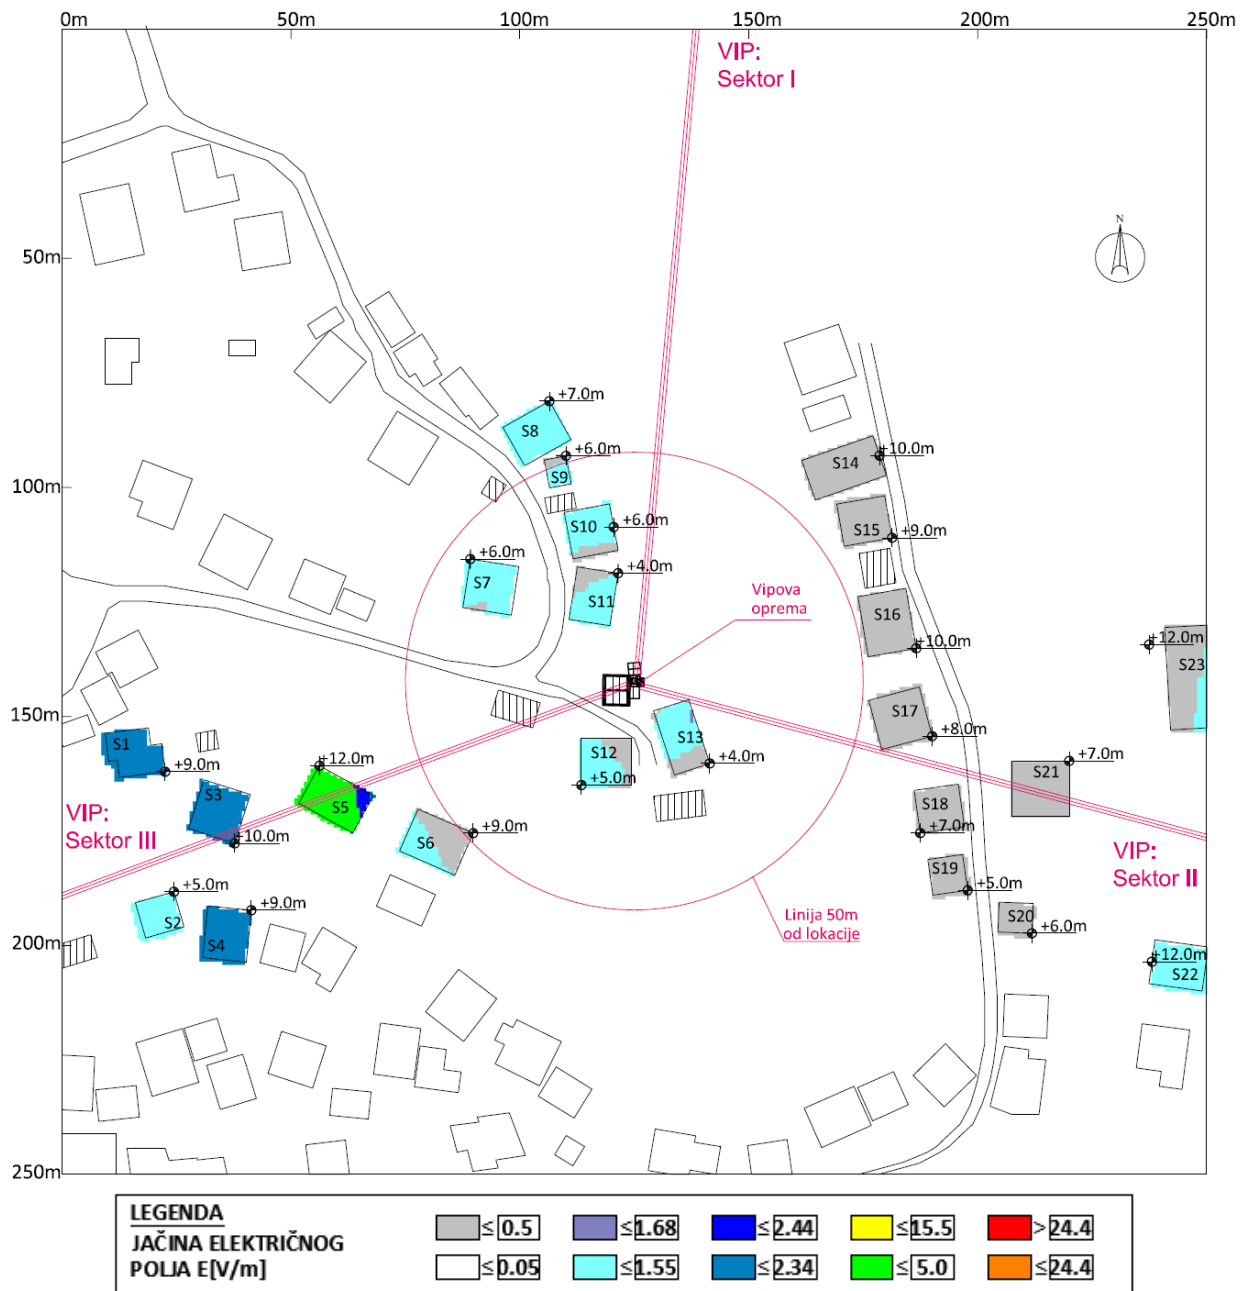 0m 50m 100m 150m 200m 250m
VIP:
Sektor I
N
50m
+7.0m
S8
+6.0m
S9
+10.0m
S14
100m
+6.0m
S10
+9.0m
S15
+6.0m
S7
+4.0m
S11
Vipova
oprema
S16
+10.0m
+12.0m
S23
150m
S1
+9.0m
S13
+4.0m
S12
+5.0m
S17
+8.0m
+7.0m
S21
+12.0m
S5
S3
+10.0m
VIP:
Sektor III
+9.0m
S6
S18
+7.0m
VIP:
Sektor II
S19
+5.0m
+5.0m
S2
+9.0m
S4
Linija 50m
od lokacije
S20
+6.0m
200m
+12.0m
S22
250m
LEGENDA
JAČINA ELEKTRIČNOG
POLJA E[V/m]
≤ 0.5 ≤1.68 ≤2.44 ≤15.5 >24.4
≤0.05 ≤1.55 ≤2.34 ≤ 5.0 ≤24.4